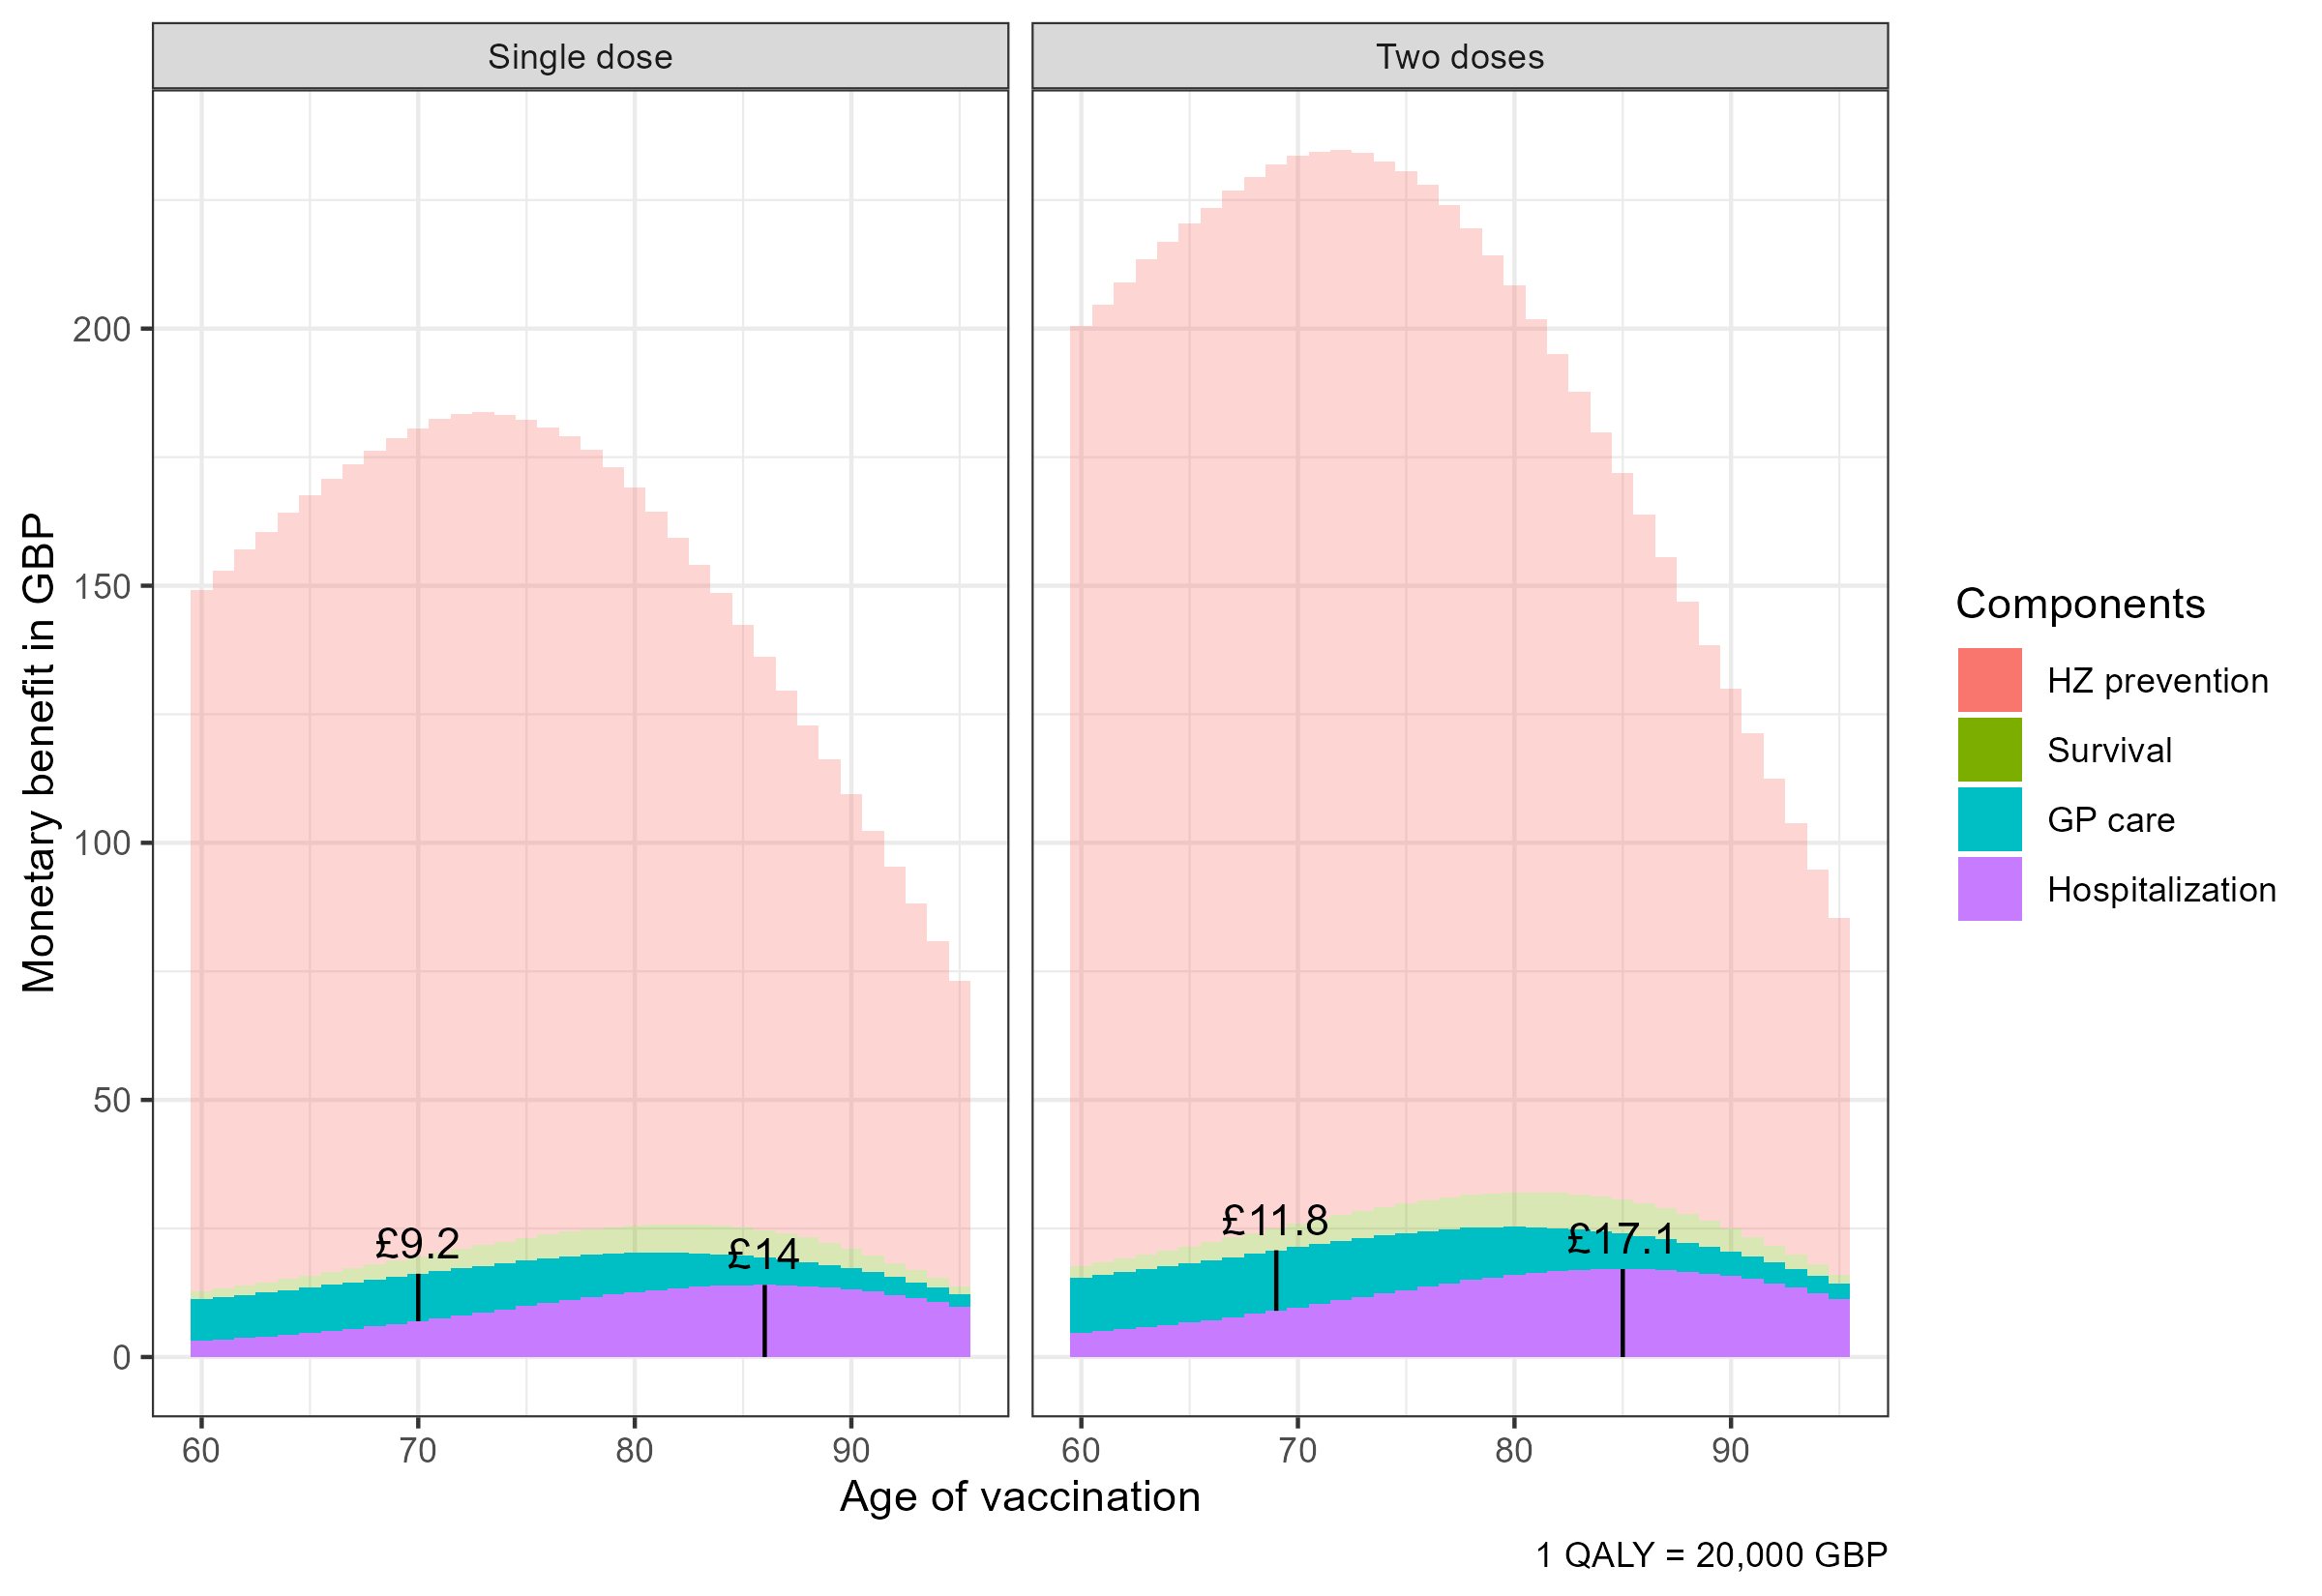 Single dose
Two doses
Monetary benefit in GBP
200
150
100
50
0
£9.2
£14
£11.8
£17.1
60
70
80
90
60
70
80
90
Age of vaccination
1 QALY = 20,000 GBP
Components
HZ prevention
Survival
GP care
Hospitalization